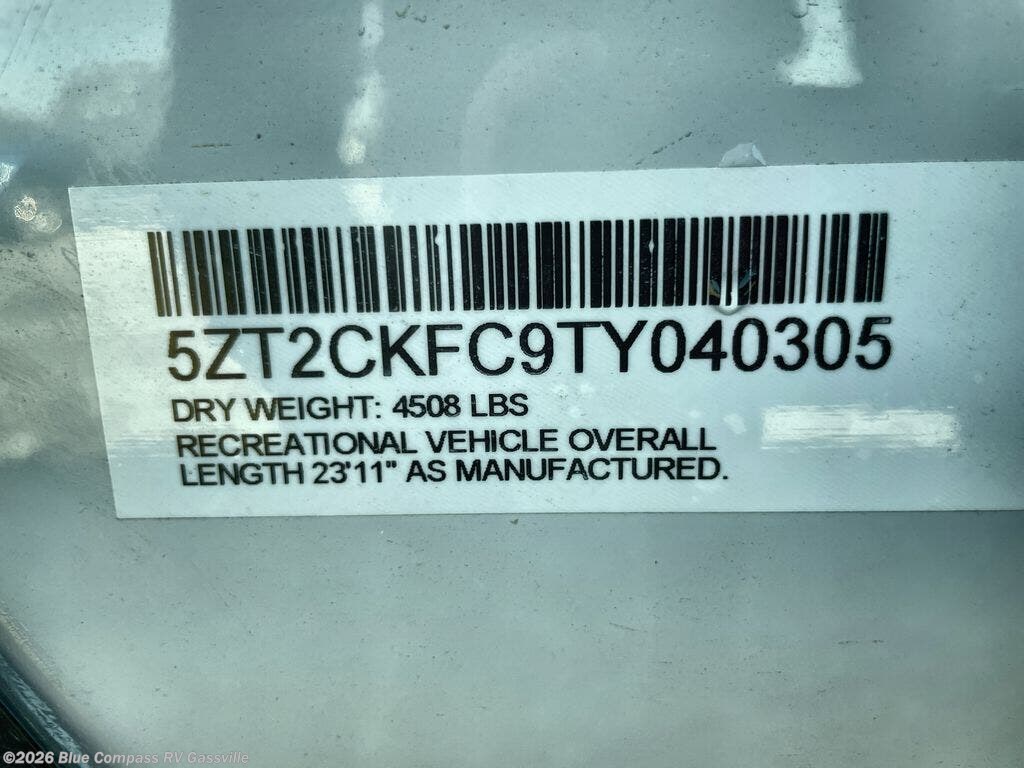 5ZT2CKFC9TY040305
DRY WEIGHT: 4508 LBS
RECREATIONAL VEHICLE OVERALL
LENGTH 23'11" AS MANUFACTURED.
©2026 Blue Compass RV Gassville